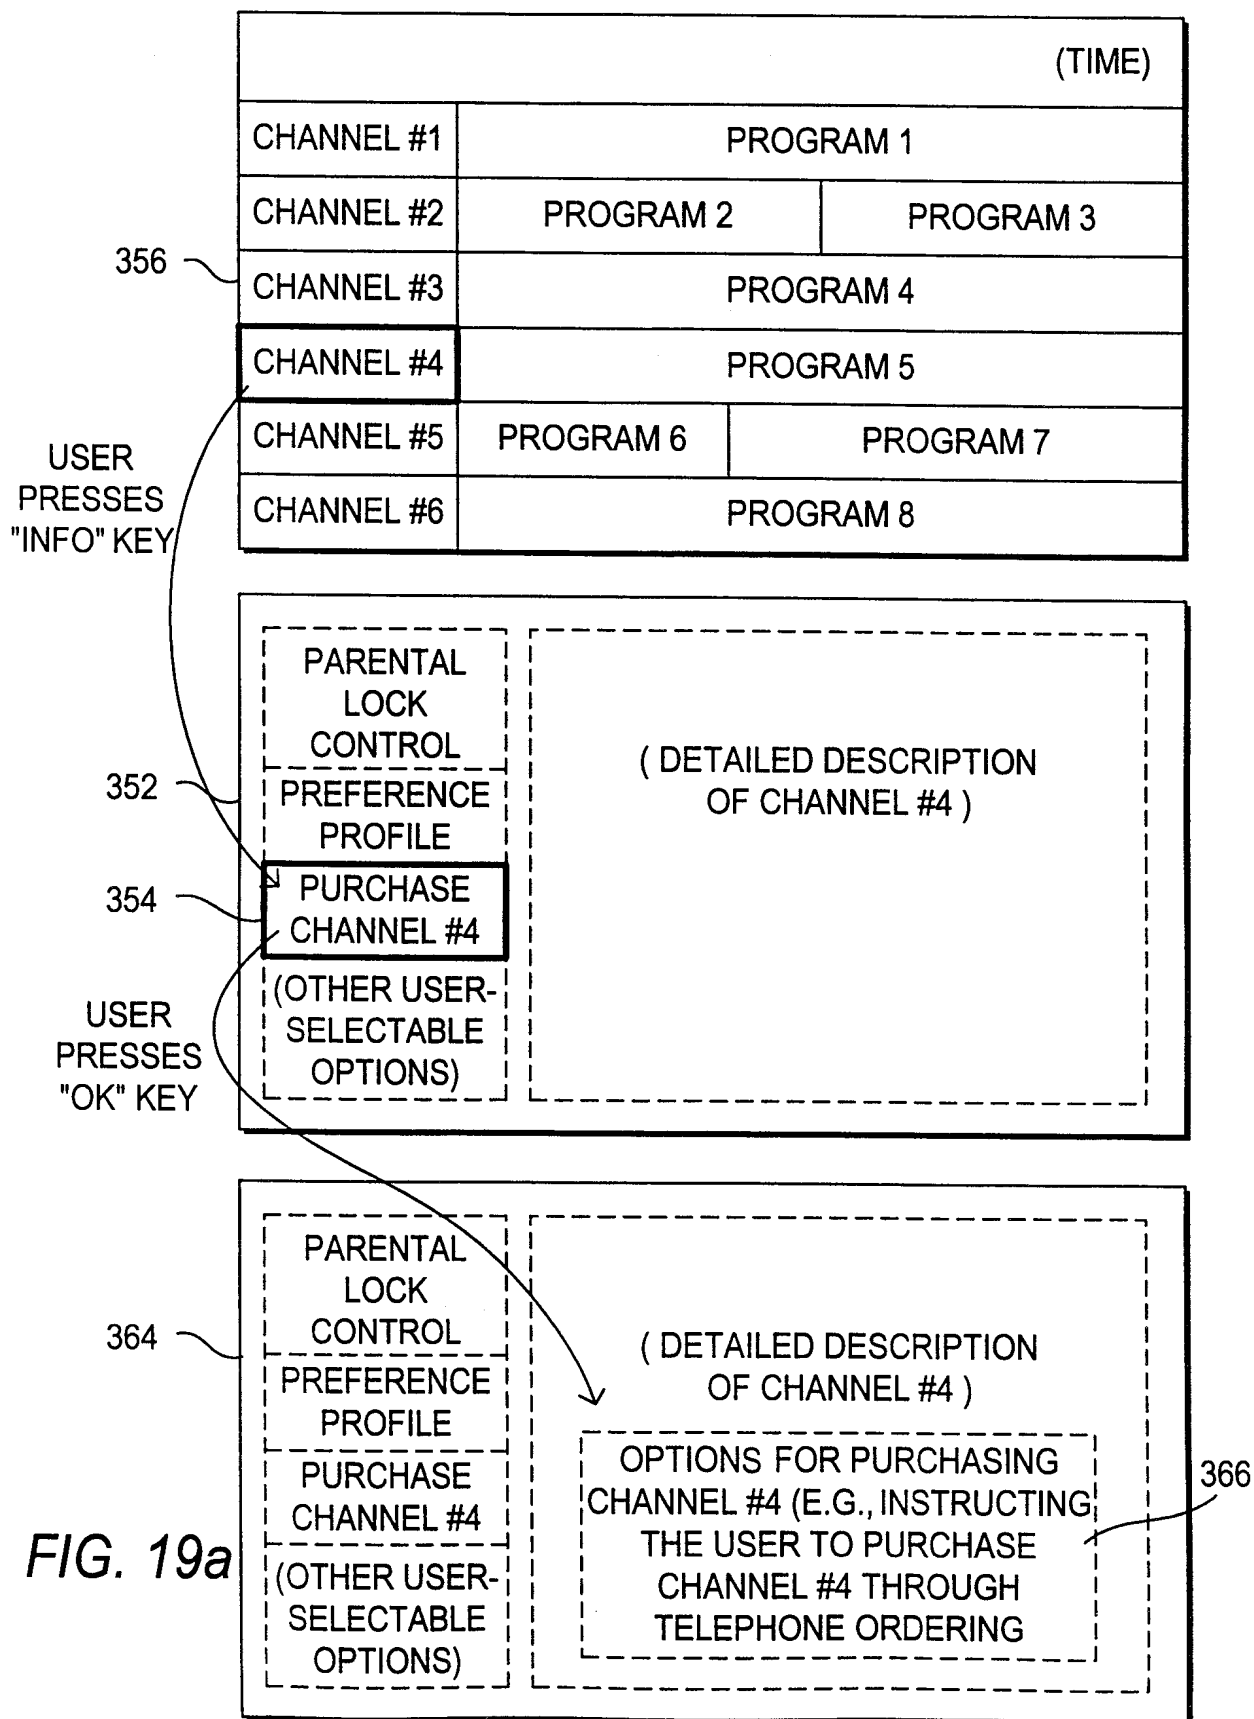 (TIME)
CHANNEL #1 PROGRAM 1
CHANNEL #2 PROGRAM 2 PROGRAM 3
356
CHANNEL #3 PROGRAM 4
CHANNEL #4 PROGRAM 5
CHANNEL #5 PROGRAM 6 PROGRAM 7
CHANNEL #6 PROGRAM 8
USER
PRESSES
"INFO" KEY
PARENTAL
LOCK
CONTROL
352
PREFERENCE
PROFILE
354
PURCHASE
CHANNEL #4
(OTHER USER-
SELECTABLE
OPTIONS)
( DETAILED DESCRIPTION
OF CHANNEL #4 )
USER
PRESSES
"OK" KEY
PARENTAL
LOCK
CONTROL
364
PREFERENCE
PROFILE
PURCHASE
CHANNEL #4
(OTHER USER-
SELECTABLE
OPTIONS)
( DETAILED DESCRIPTION
OF CHANNEL #4 )
OPTIONS FOR PURCHASING
CHANNEL #4 (E.G., INSTRUCTING
THE USER TO PURCHASE
CHANNEL #4 THROUGH
TELEPHONE ORDERING
366
FIG. 19a